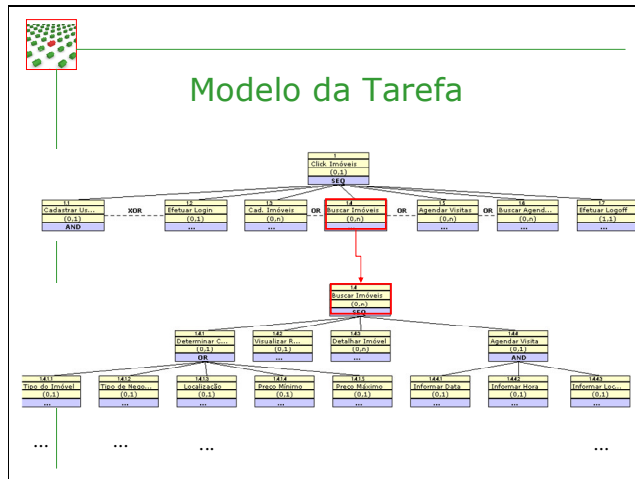 Modelo da Tarefa
1
Click Imóveis
(0,1)
SEQ
1.1
Cadastrar Us...
(0,1)
AND
XOR
1.2
Efetuar Login
(0,1)
...
1.3
Cad. Imóveis
(0,n)
...
OR
1.4
Buscar Imóveis
(0,n)
...
OR
1.5
Agendar Visitas
(0,n)
...
OR
1.6
Buscar Agend...
(0,n)
...
1.7
Efetuar Logoff
(1,1)
...
1.4
Buscar Imóveis
(0,n)
SEQ
1.4.1
Determinar C...
(0,1)
OR
1.4.2
Visualizar R...
(0,1)
...
1.4.3
Detalhar Imóvel
(0,n)
...
1.4.4
Agendar Visita
(0,1)
AND
1.4.1.1
Tipo do Imóvel
(0,1)
...
1.4.1.2
Tipo de Nego...
(0,1)
...
1.4.1.3
Localização
(0,1)
...
1.4.1.4
Preço Mínimo
(0,1)
...
1.4.1.5
Preço Máximo
(0,1)
...
1.4.4.1
Informar Data
(0,1)
...
1.4.4.2
Informar Hora
(0,1)
...
1.4.4.3
Informar Loc...
(0,1)
...
... ... ... ...